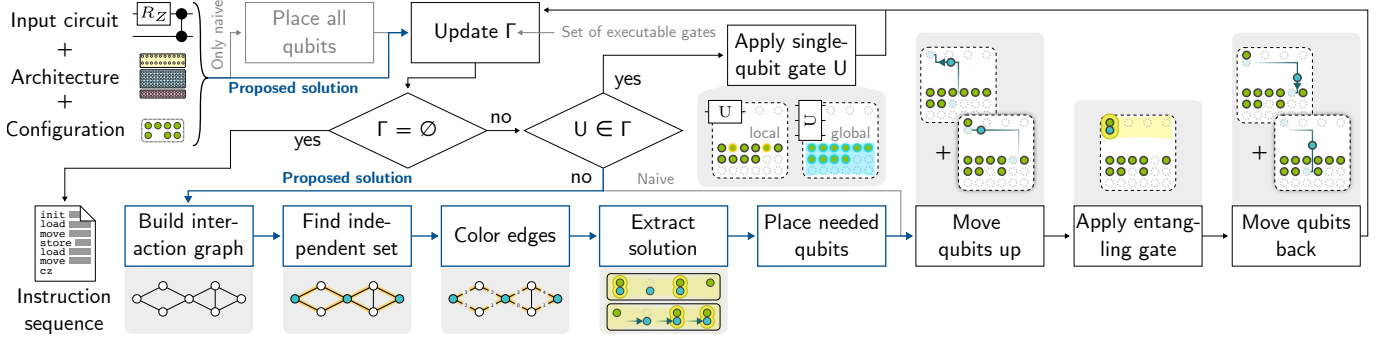 Input circuit
+
Architecture
+
Configuration
R_Z
Only naive
Place all
qubits
Proposed solution
Update Γ
Set of executable gates
Apply single-
qubit gate U
yes
Γ = ∅
no
U ∈ Γ
yes
no
U
local
U
global
Proposed solution
Naive
init
load
move
store
load
move
cz
Instruction
sequence
Build inter-
action graph
Find inde-
pendent set
Color edges
Extract
solution
Place needed
qubits
Move
qubits up
Apply entang-
ling gate
Move qubits
back
+
+